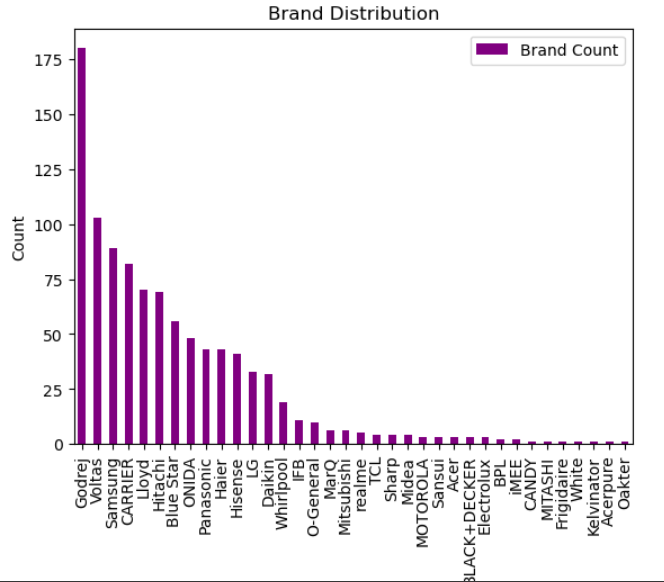 Brand Distribution
Brand Count
Count
175
150
125
100
75
50
25
0
Godrej
Voltas
Samsung
CARRIER
Lloyd
Hitachi
Blue Star
ONIDA
Panasonic
Haier
Hisense
LG
Daikin
Whirlpool
IFB
O-General
MarQ
Mitsubishi
realme
TCL
Sharp
Midea
MOTOROLA
Sansui
Acer
BLACK+DECKER
Electrolux
BPL
iMEE
CANDY
MITASHI
Frigidaire
White
Kelvinator
Acerpure
Oakter